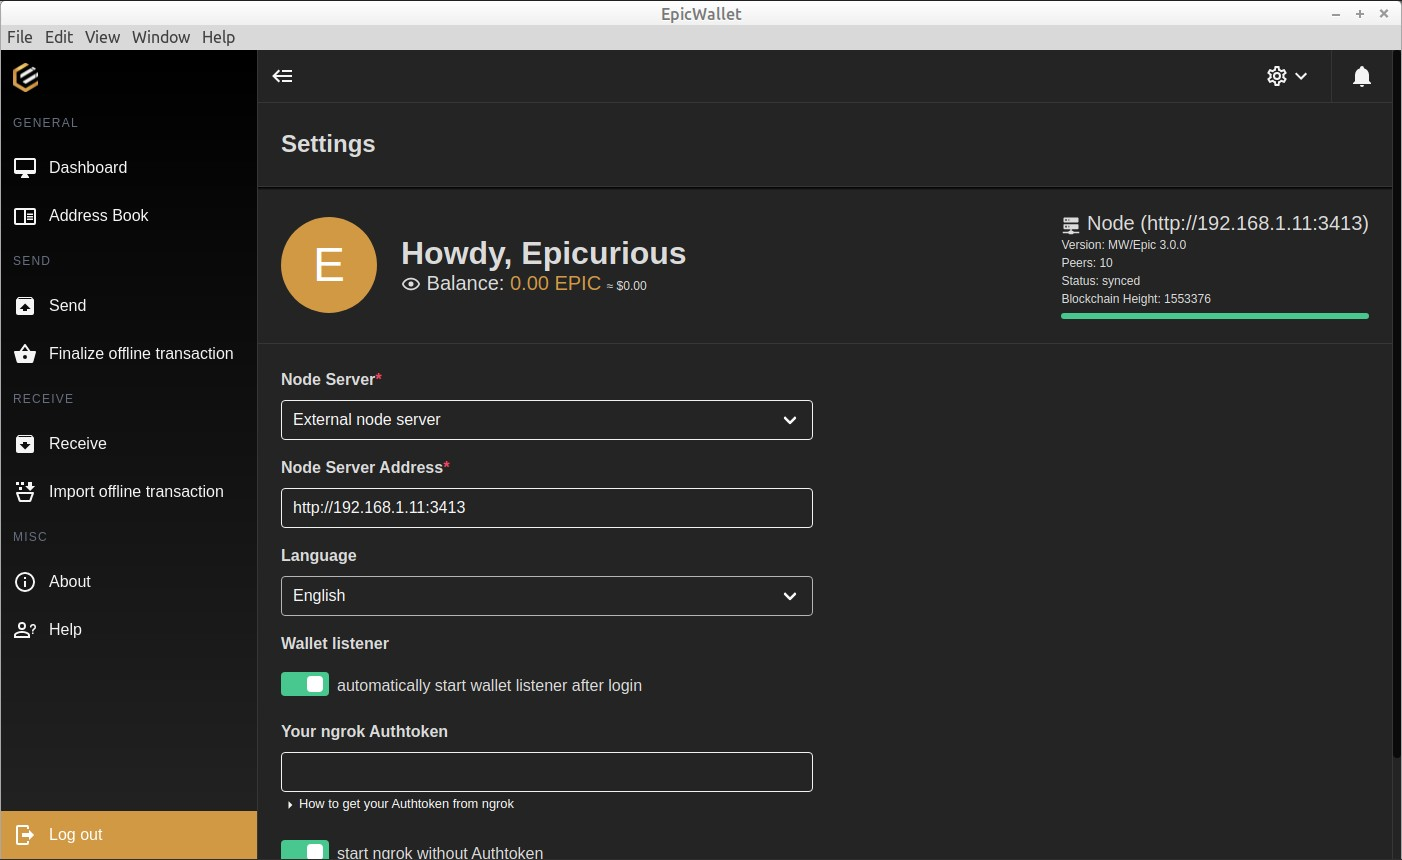 EpicWallet
File Edit View Window Help
GENERAL
Dashboard
Address Book
SEND
Send
Finalize offline transaction
RECEIVE
Receive
Import offline transaction
MISC
About
Help
Log out
Settings
E
Howdy, Epicurious
Balance: 0.00 EPIC ≈ $0.00
Node (http://192.168.1.11:3413)
Version: MW/Epic 3.0.0
Peers: 10
Status: synced
Blockchain Height: 1553376
Node Server*
External node server
Node Server Address*
http://192.168.1.11:3413
Language
English
Wallet listener
automatically start wallet listener after login
Your ngrok Authtoken
How to get your Authtoken from ngrok
start ngrok without Authtoken